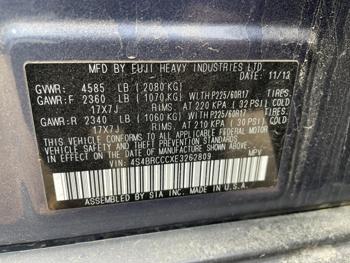 MFD BY FUJI HEAVY INDUSTRIES LTD. 11/13
GVWR: 4585 LB (2080 KG)
GAWR:F 2360 LB (1070 KG) WITH P225/60R17 TIRES.
17X7J RIMS. AT 220 KPA (32 PSI) COLD
GAWR:R 2340 LB (1060 KG) WITH P225/60R17 TIRES.
17X7J RIMS. AT 210 KPA (30 PSI) COLD
THIS VEHICLE CONFORMS TO ALL APPLICABLE FEDERAL MOTOR
VEHICLE SAFETY, BUMPER, AND THEFT PREVENTION STANDARDS
IN EFFECT ON THE DATE OF MANUFACTURE SHOWN ABOVE.
VIN: 4S4BRCCCXE3262809 MPV
ASSEMBLED BY SIA INC. MADE IN U.S.A.